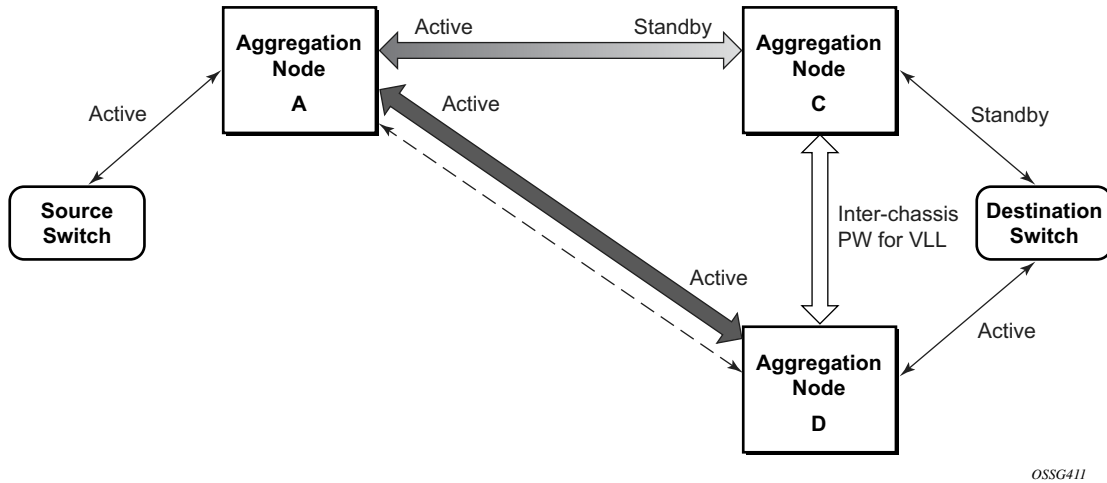 Aggregation
Node
A
Active
Standby
Aggregation
Node
C
Active
Active
Standby
Source
Switch
Inter-chassis
PW for VLL
Destination
Switch
Active
Active
Aggregation
Node
D
OSSG411